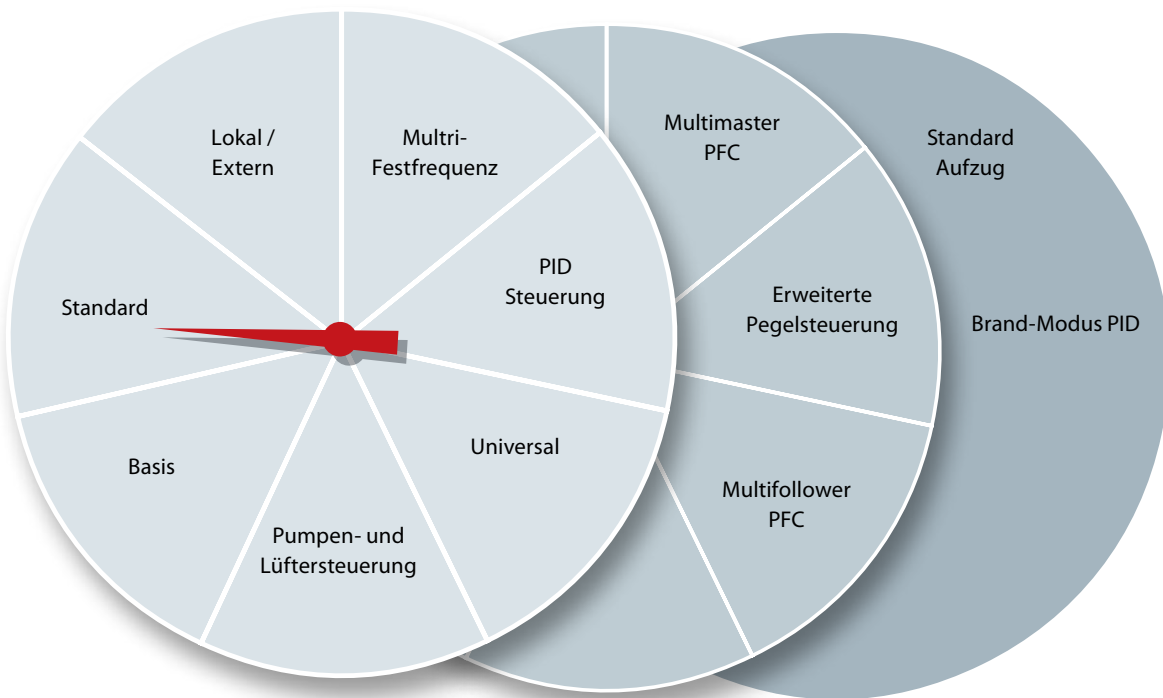 Lokal /
Extern
Multri-
Festfrequenz
PID
Steuerung
Universal
Pumpen- und
Lüftersteuerung
Basis
Standard
Multimaster
PFC
Erweiterte
Pegelsteuerung
Multifollower
PFC
Standard
Aufzug
Brand-Modus PID